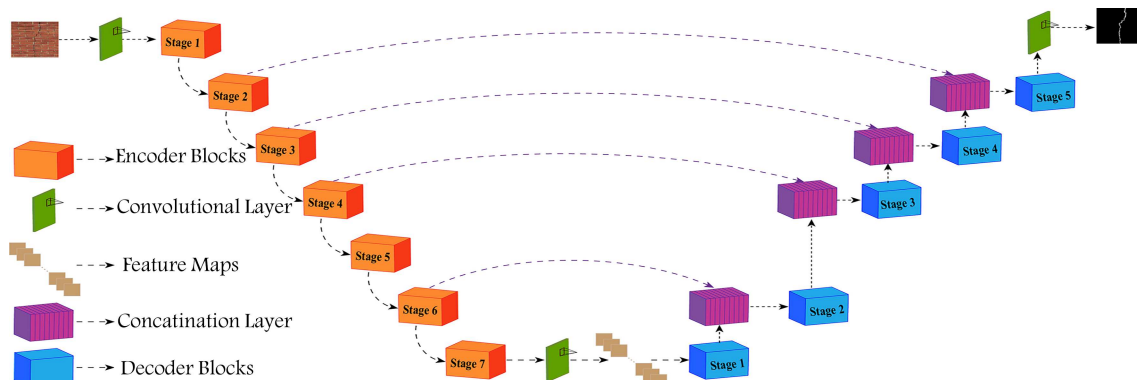 Stage 1
Stage 2
Stage 5
Stage 3
Stage 4
Encoder Blocks
Stage 4
Stage 3
Convolutional Layer
Stage 5
Feature Maps
Stage 6
Stage 2
Concatination Layer
Stage 7
Stage 1
Decoder Blocks